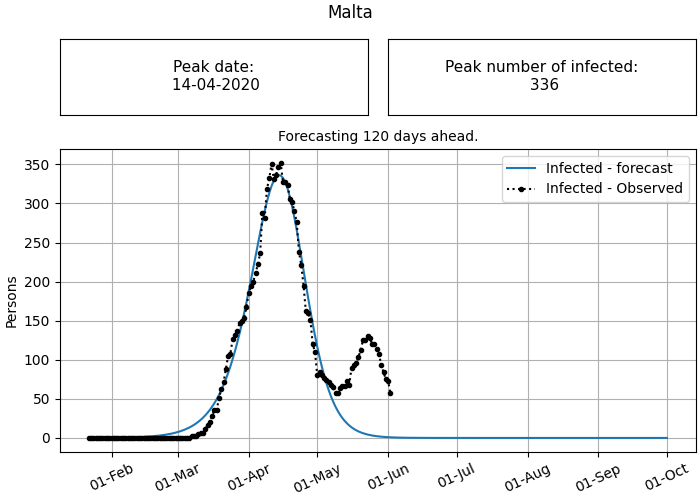 Malta
Peak date:
14-04-2020
Peak number of infected:
336
Forecasting 120 days ahead.
Infected - forecast
Infected - Observed
Persons
350
300
250
200
150
100
50
0
01-Feb
01-Mar
01-Apr
01-May
01-Jun
01-Jul
01-Aug
01-Sep
01-Oct